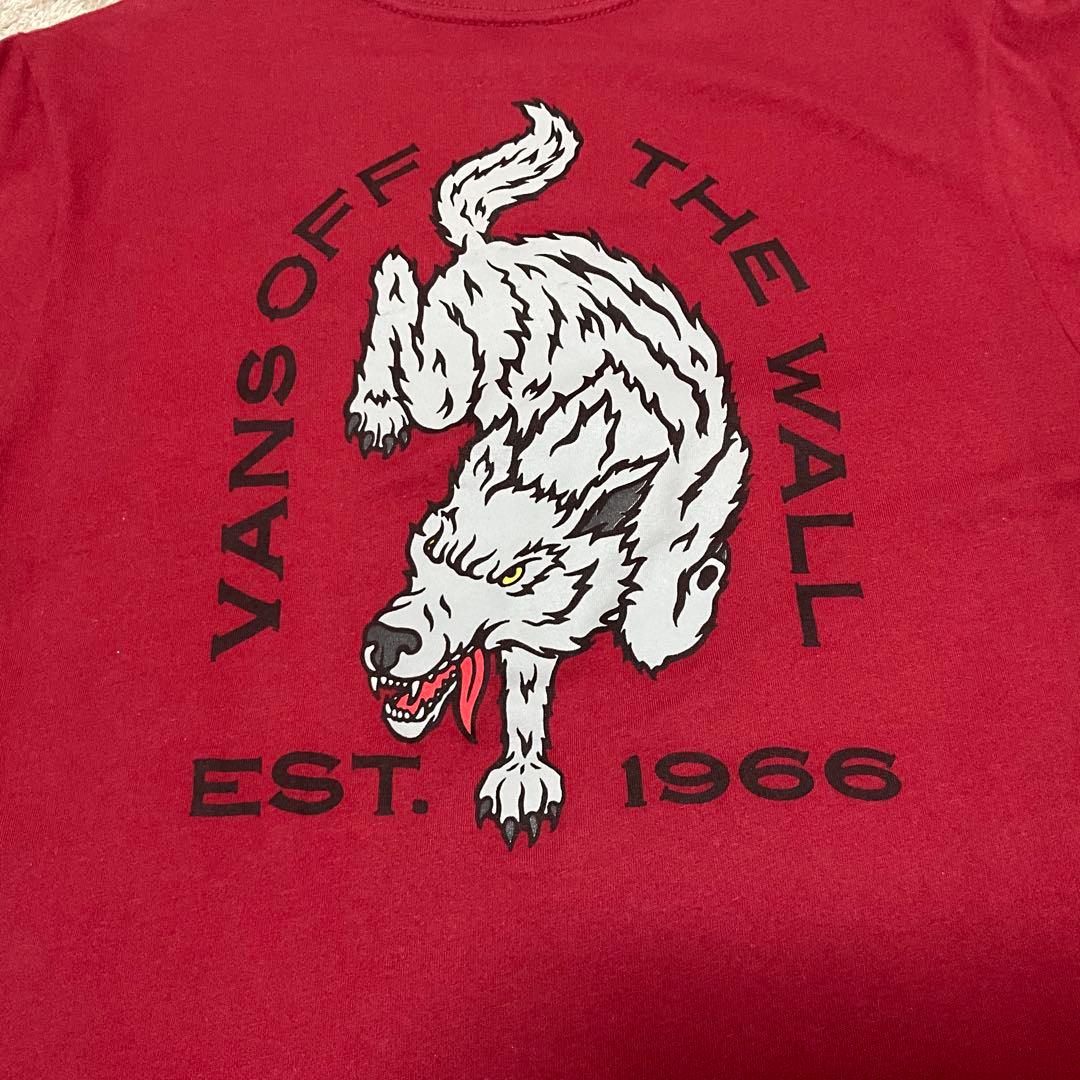 VANS OFF THE WALL
EST. 1966